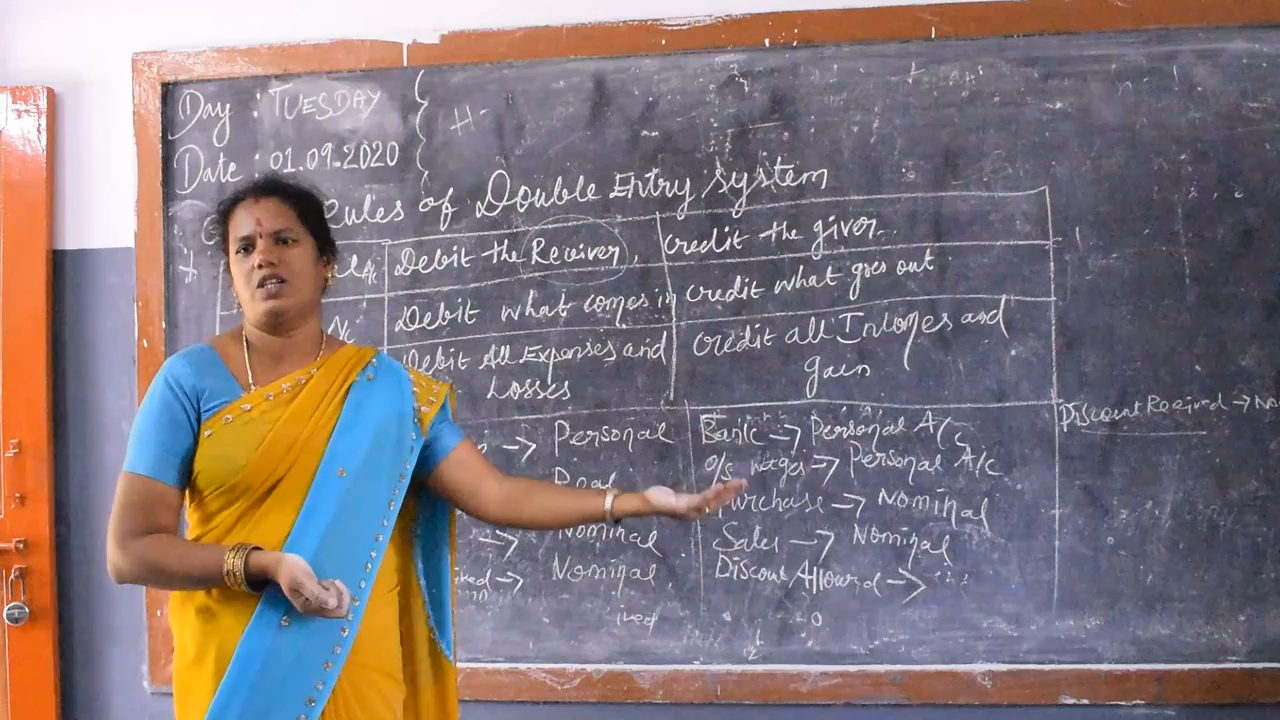 Day : TUESDAY
Date : 01.09.2020
Rules of Double Entry System
A/c Debit the Receiver, Credit the giver.
Debit what comes in Credit what goes out
Debit All Expenses and Losses
Credit all Incomes and Gain
→ Personal
Real
→ Nominal
→ Nominal
Bank → Personal A/c
O/s wages → Personal A/c
Purchase → Nominal
Sales → Nominal
Discount Allowed →
Discount Received →